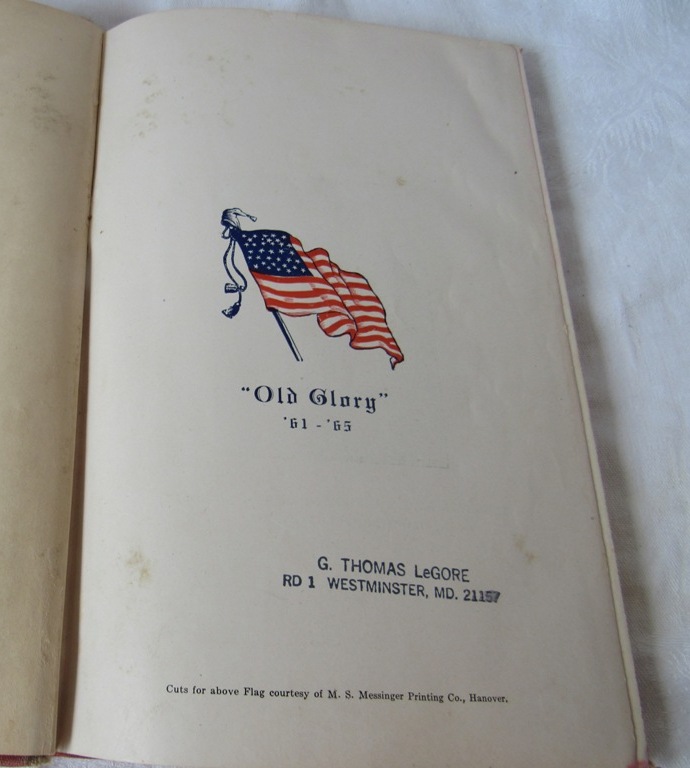 "Old Glory"
'61 - '65
G. THOMAS LeGORE
RD 1 WESTMINSTER, MD. 21157
Cuts for above Flag courtesy of M. S. Messinger Printing Co., Hanover.